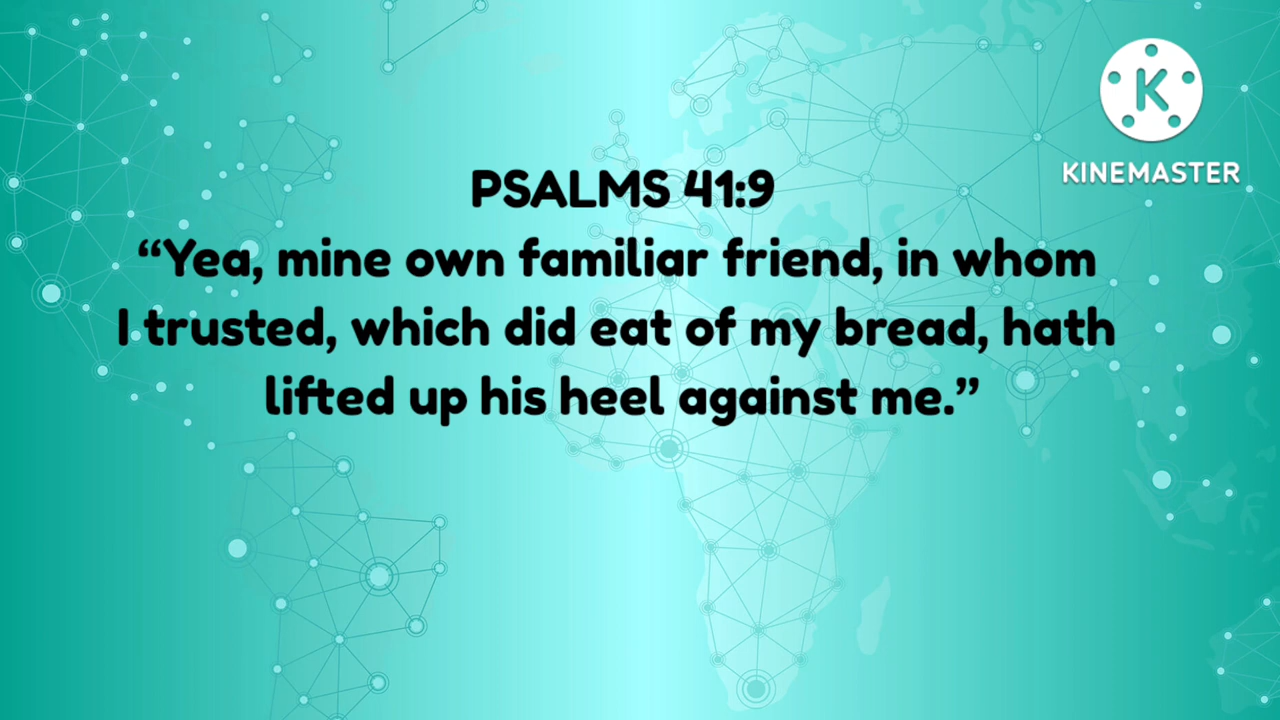 K
KINEMASTER
PSALMS 41:9
“Yea, mine own familiar friend, in whom
I trusted, which did eat of my bread, hath
lifted up his heel against me.”